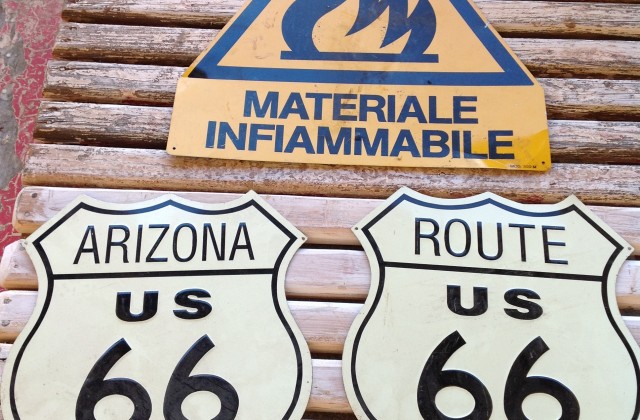 MATERIALE
INFIAMMABILE
ARIZONA
US
66
ROUTE
US
66